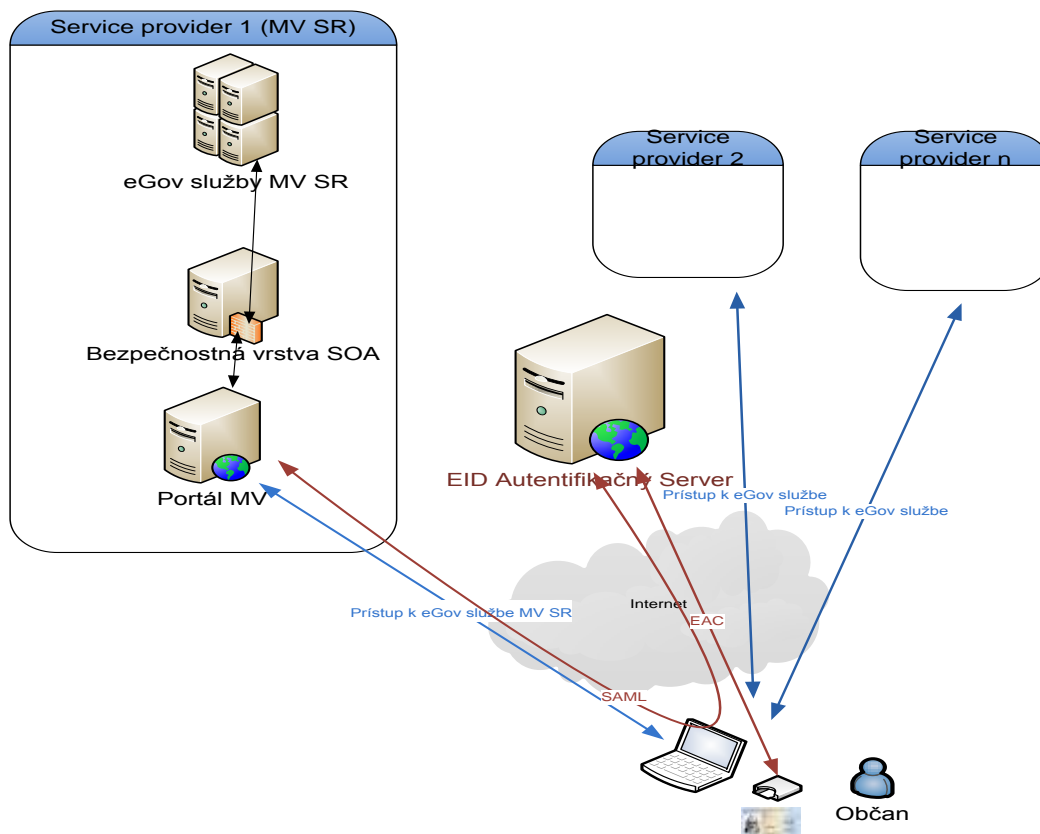 Service provider 1 (MV SR)
eGov služby MV SR
Bezpečnostná vrstva SOA
Portál MV
Service
provider 2
Service
provider n
EID Autentifikačný Server
Prístup k eGov službe
Prístup k eGov službe
Internet
Prístup k eGov službe MV SR
EAC
SAML
Občan